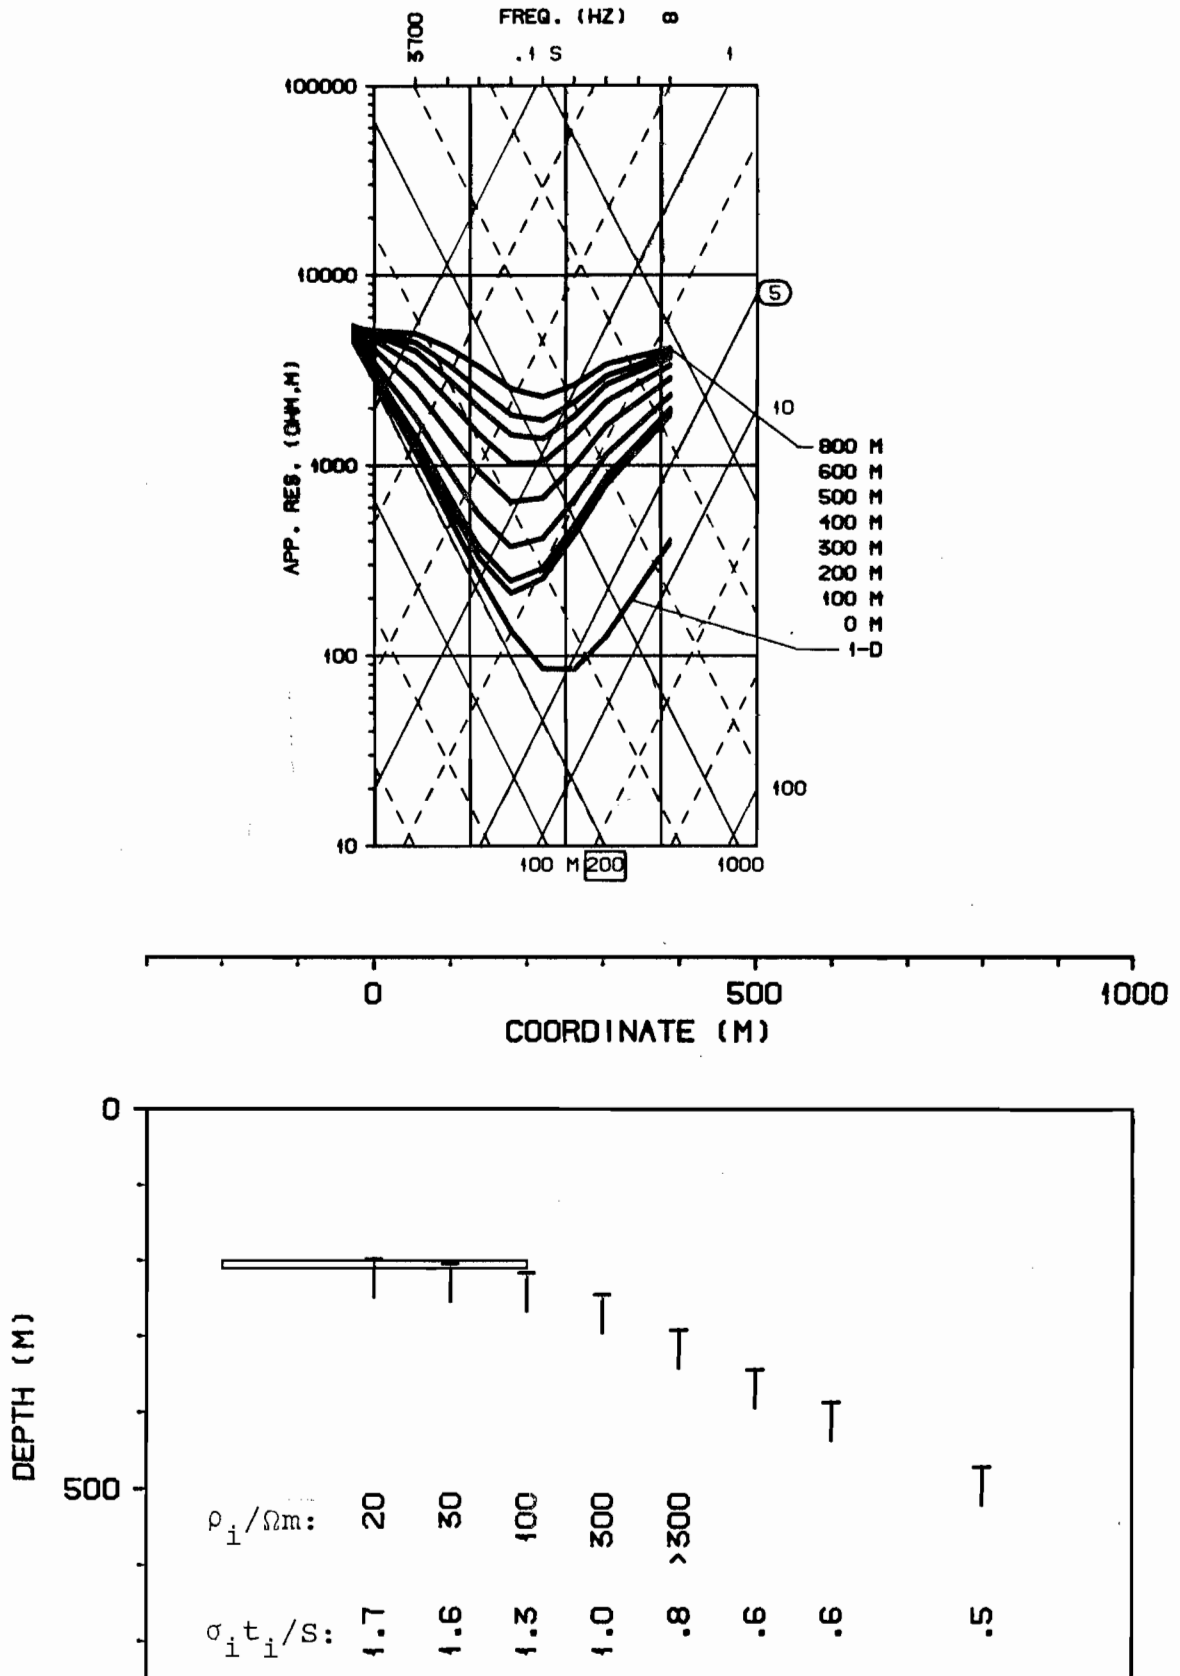 FREQ. (HZ)
3700 8
.1 S 1
100000
10000
1000
100
10
APP. RES. (OHM.M)
5
10
100
800 M
600 M
500 M
400 M
300 M
200 M
100 M
0 M
1-D
100 M 200 1000
0 500 1000
COORDINATE (M)
0
500
DEPTH (M)
ρi/Ωm: 20 30 100 300 >300
σiti/S: 1.7 1.6 1.3 1.0 .8 .6 .6 .5